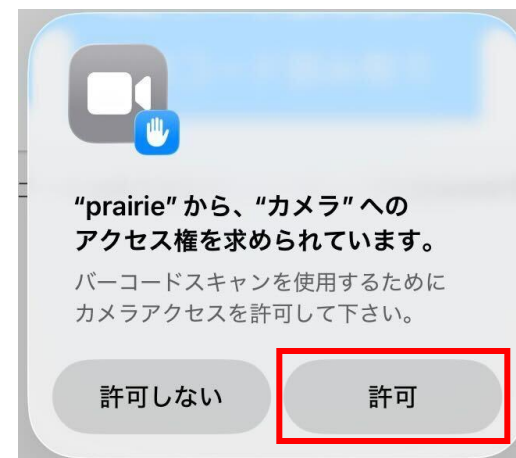 “prairie” から、“カメラ” への
アクセス権を求められています。
バーコードスキャンを使用するために
カメラアクセスを許可して下さい。
許可しない
許可